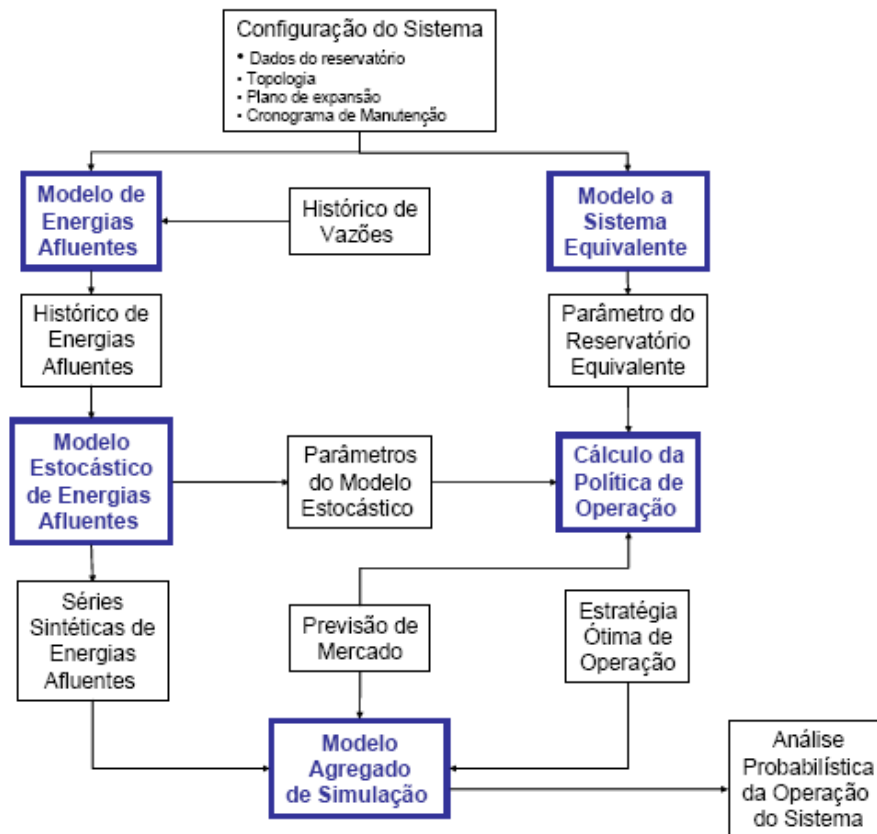 Configuração do Sistema
• Dados do reservatório
• Topologia
• Plano de expansão
• Cronograma de Manutenção
Modelo de
Energias
Afluentes
Histórico de
Vazões
Modelo a
Sistema
Equivalente
Histórico de
Energias
Afluentes
Parâmetro do
Reservatório
Equivalente
Modelo
Estocástico
de Energias
Afluentes
Parâmetros
do Modelo
Estocástico
Cálculo da
Política de
Operação
Séries
Sintéticas de
Energias
Afluentes
Previsão de
Mercado
Estratégia
Ótima de
Operação
Modelo
Agregado
de Simulação
Análise
Probabilística
da Operação
do Sistema